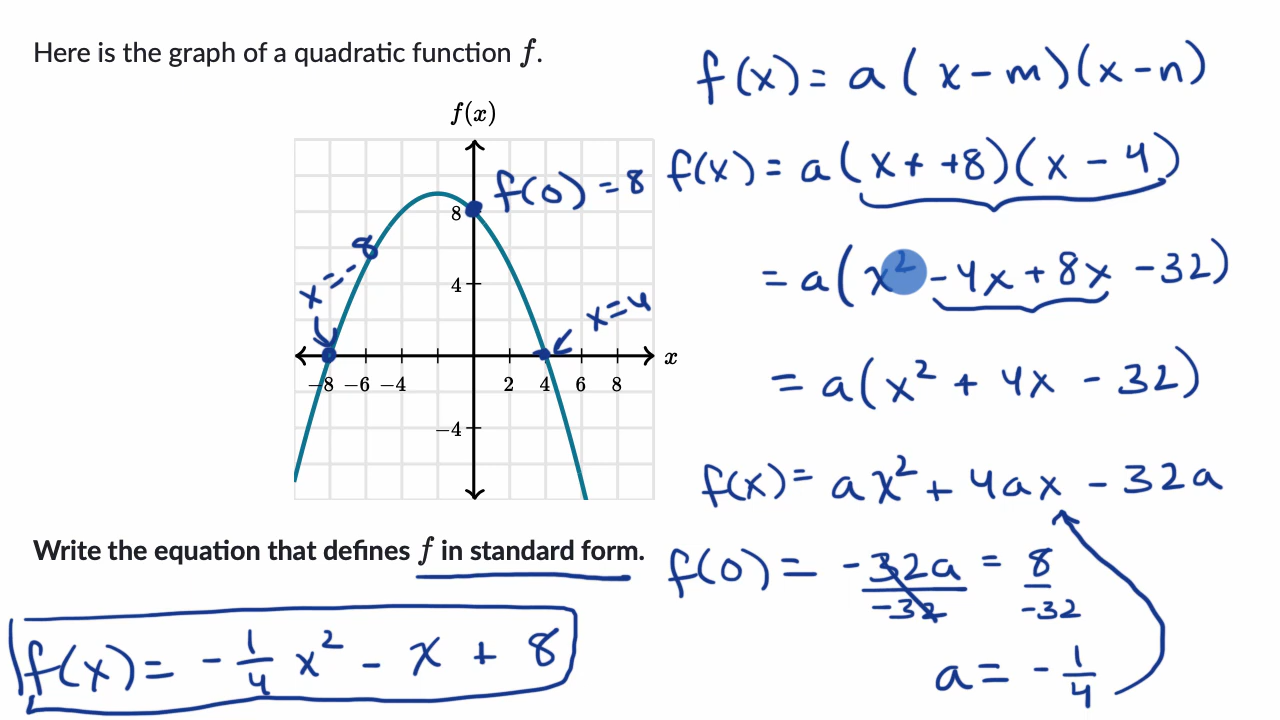 Here is the graph of a quadratic function f.
f(x)
f(0) = 8
8
x = -8
4
x = 4
x
−8 −6 −4 2 4 6 8
−4
Write the equation that defines f in standard form.
f(x) = - 1/4 x² - x + 8
f(x) = a(x - m)(x - n)
f(x) = a(x + +8)(x - 4)
= a(x² - 4x + 8x - 32)
= a(x² + 4x - 32)
f(x) = ax² + 4ax - 32a
f(0) = -32a/-32 = 8/-32
a = - 1/4